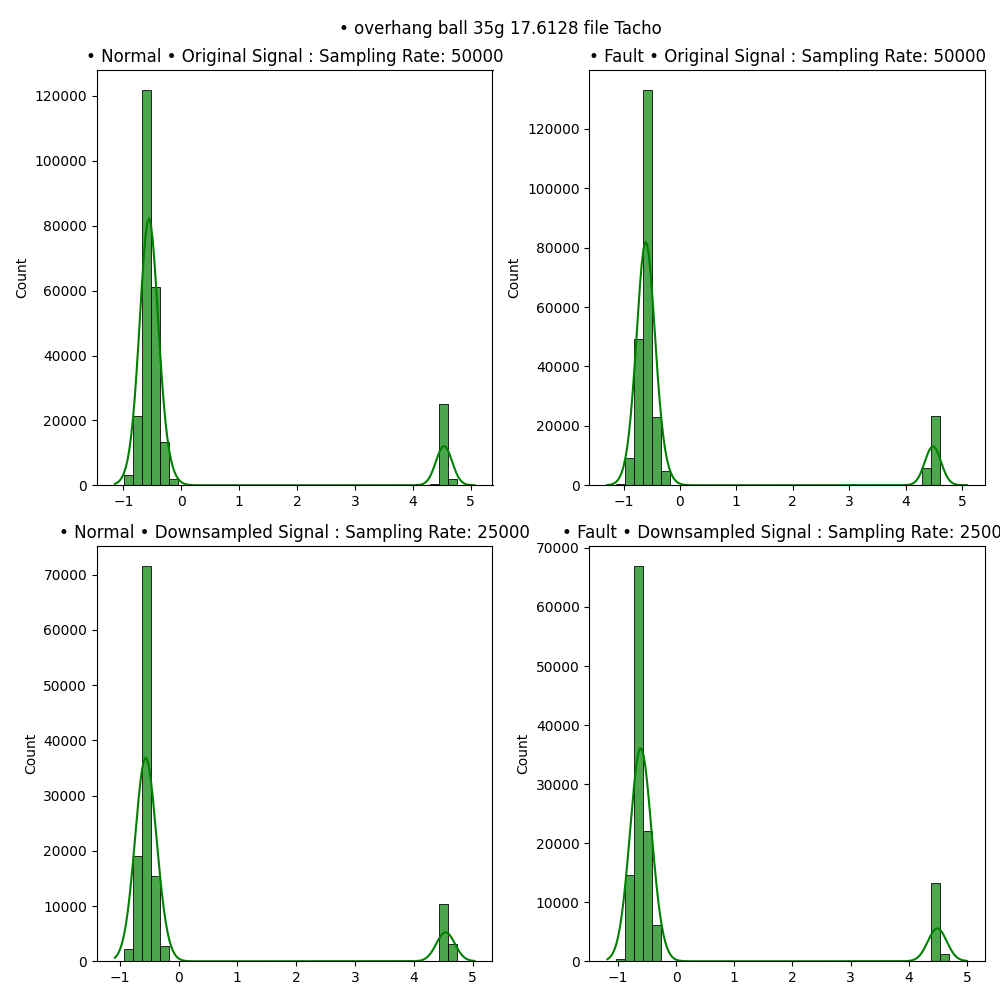 • overhang ball 35g 17.6128 file Tacho
• Normal • Original Signal : Sampling Rate: 50000
Count
120000
100000
80000
60000
40000
20000
0
−1 0 1 2 3 4 5
• Fault • Original Signal : Sampling Rate: 50000
Count
120000
100000
80000
60000
40000
20000
0
−1 0 1 2 3 4 5
• Normal • Downsampled Signal : Sampling Rate: 25000
Count
70000
60000
50000
40000
30000
20000
10000
0
−1 0 1 2 3 4 5
• Fault • Downsampled Signal : Sampling Rate: 2500
Count
70000
60000
50000
40000
30000
20000
10000
0
−1 0 1 2 3 4 5